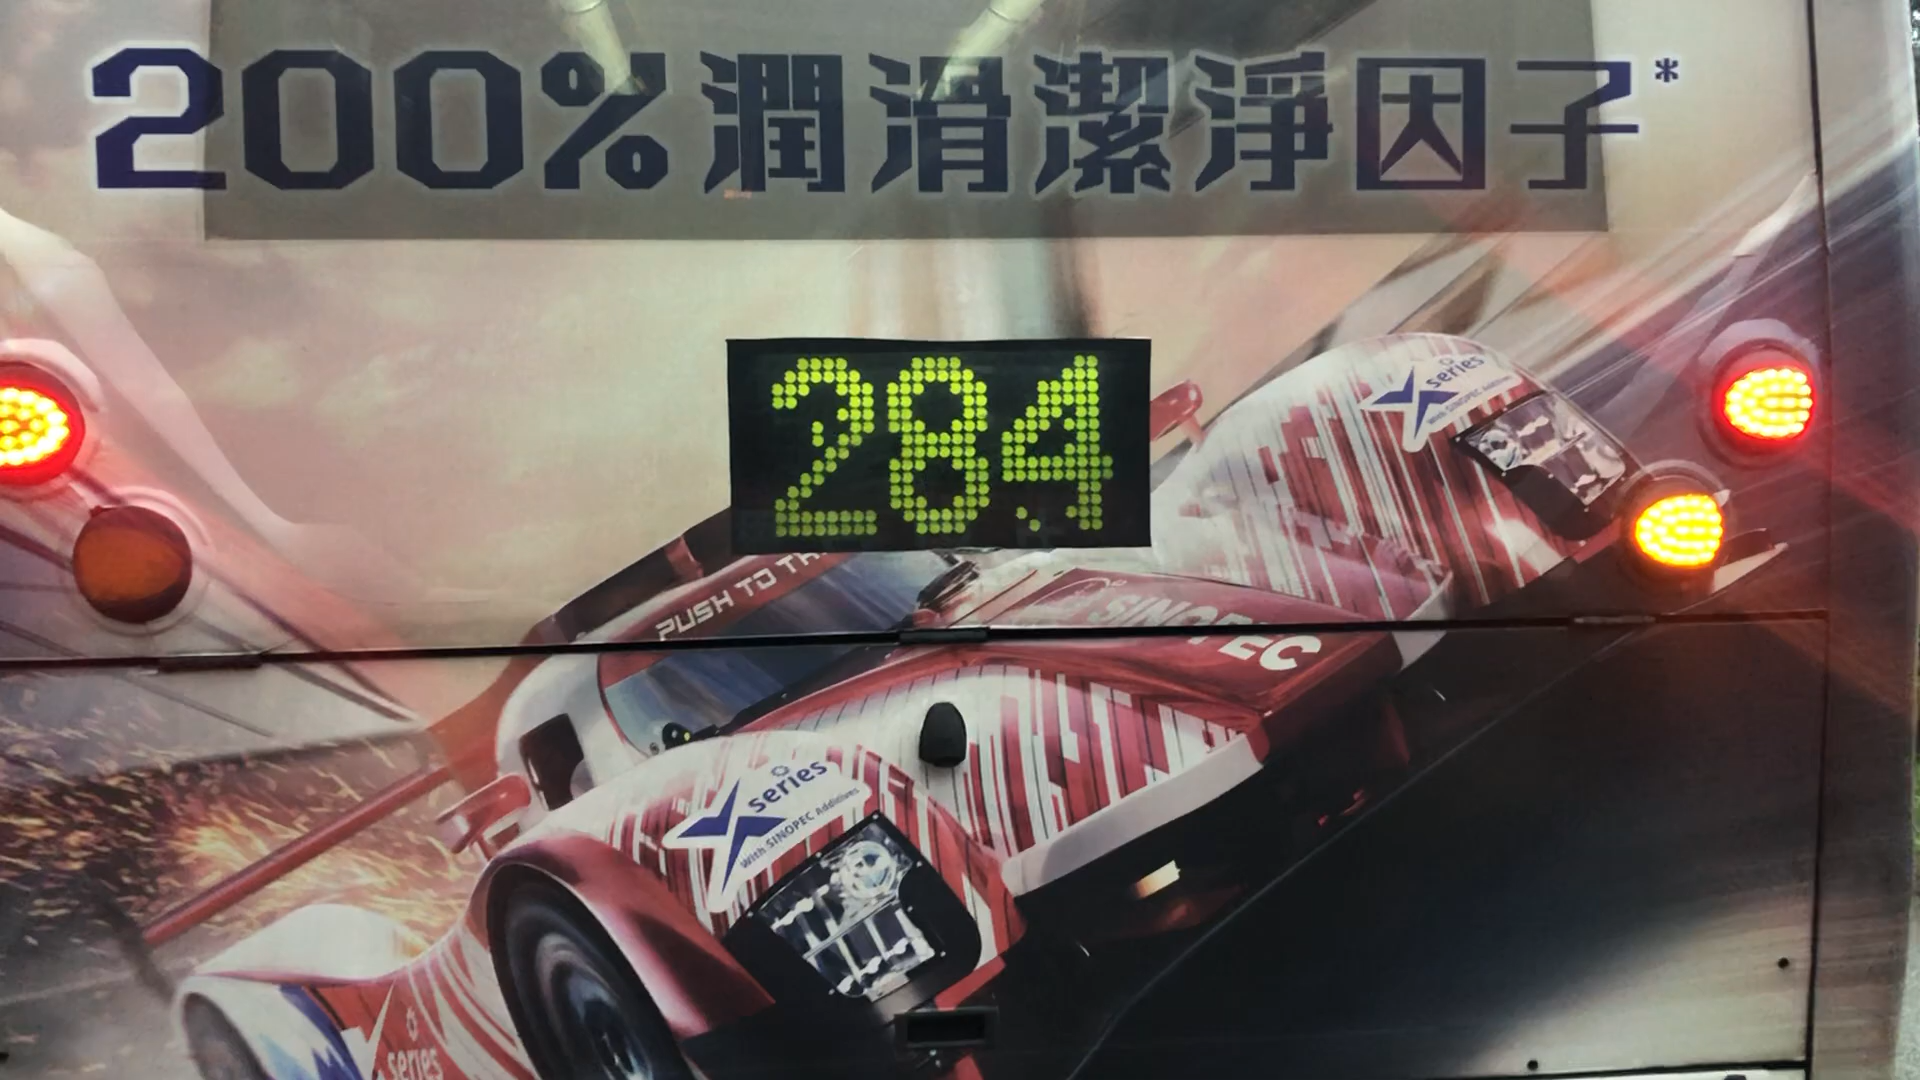 200%潤滑潔淨因子*
284
X series
With SINOPEC Additives
PUSH TO TH
SINOPEC
X series
With SINOPEC Additives
series